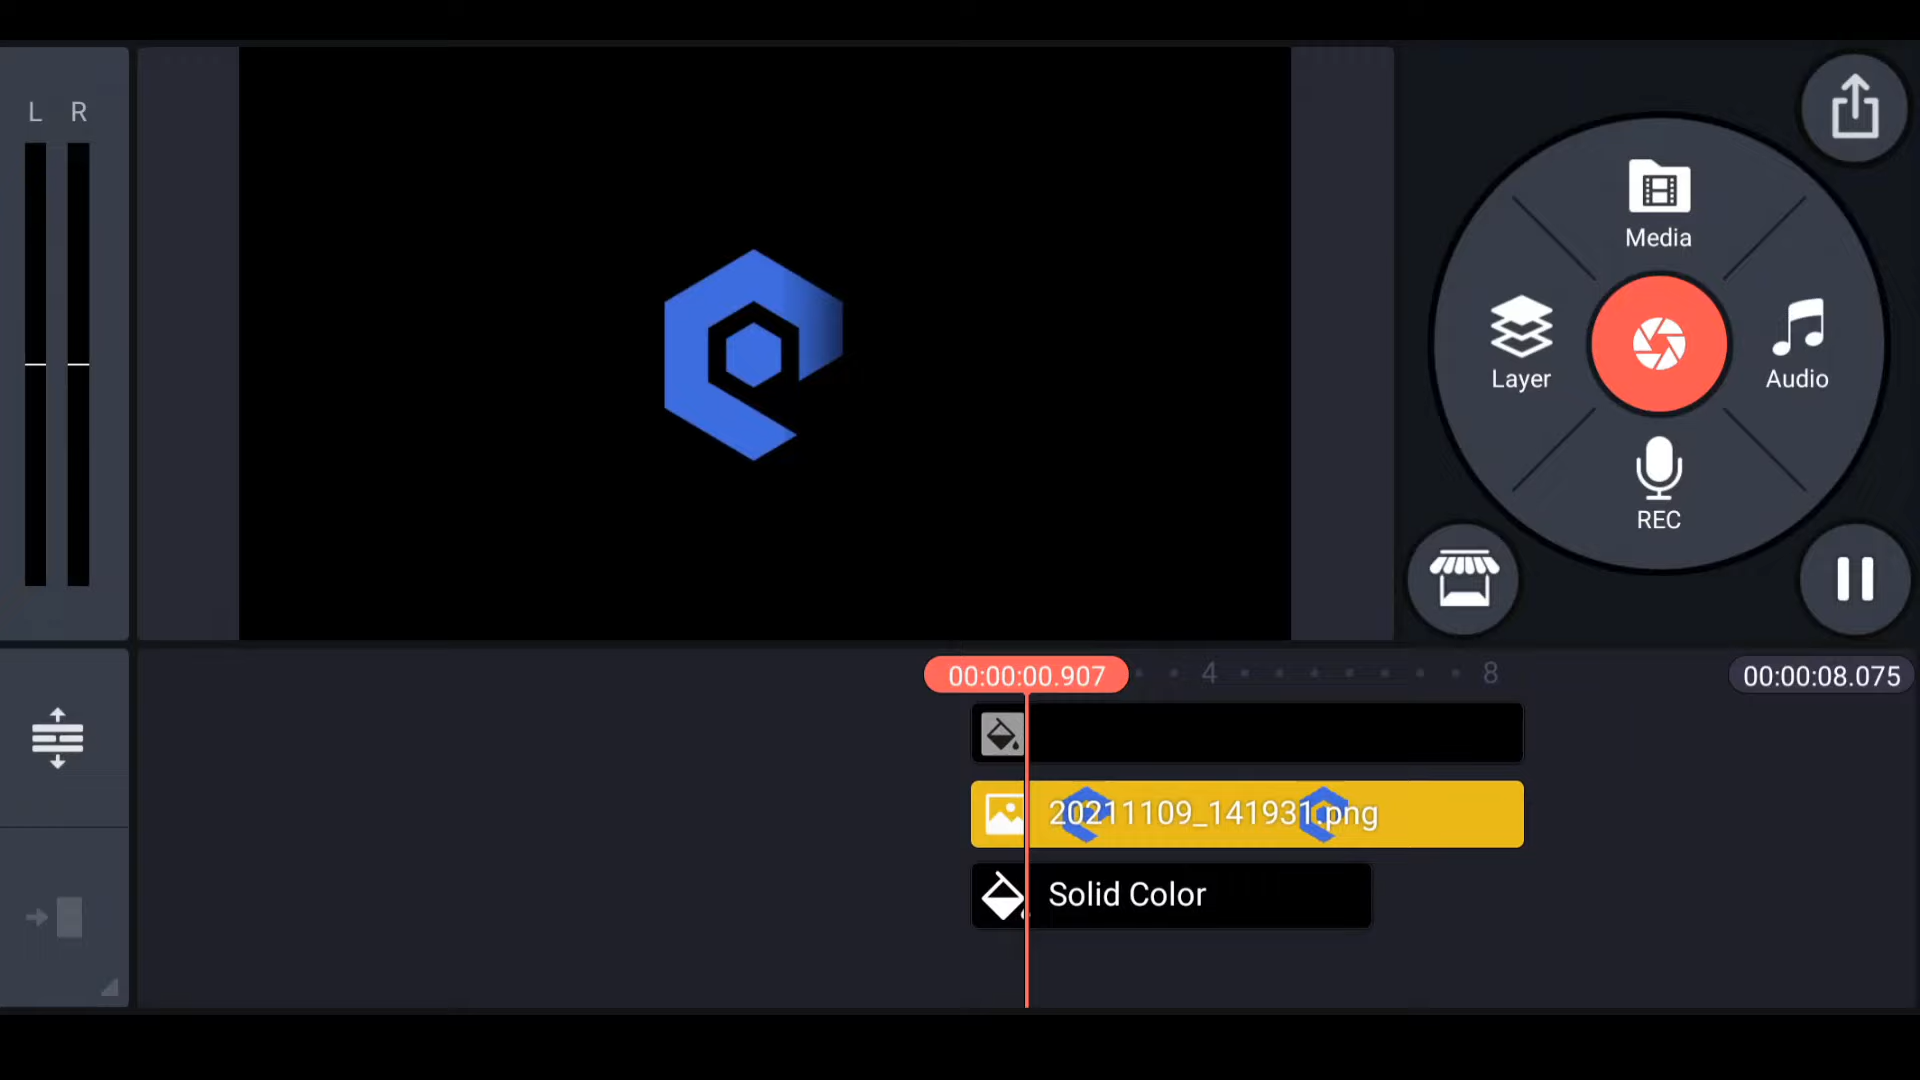 L R
Media
Layer
Audio
REC
00:00:00.907 4 8 00:00:08.075
20211109_141931.png
Solid Color